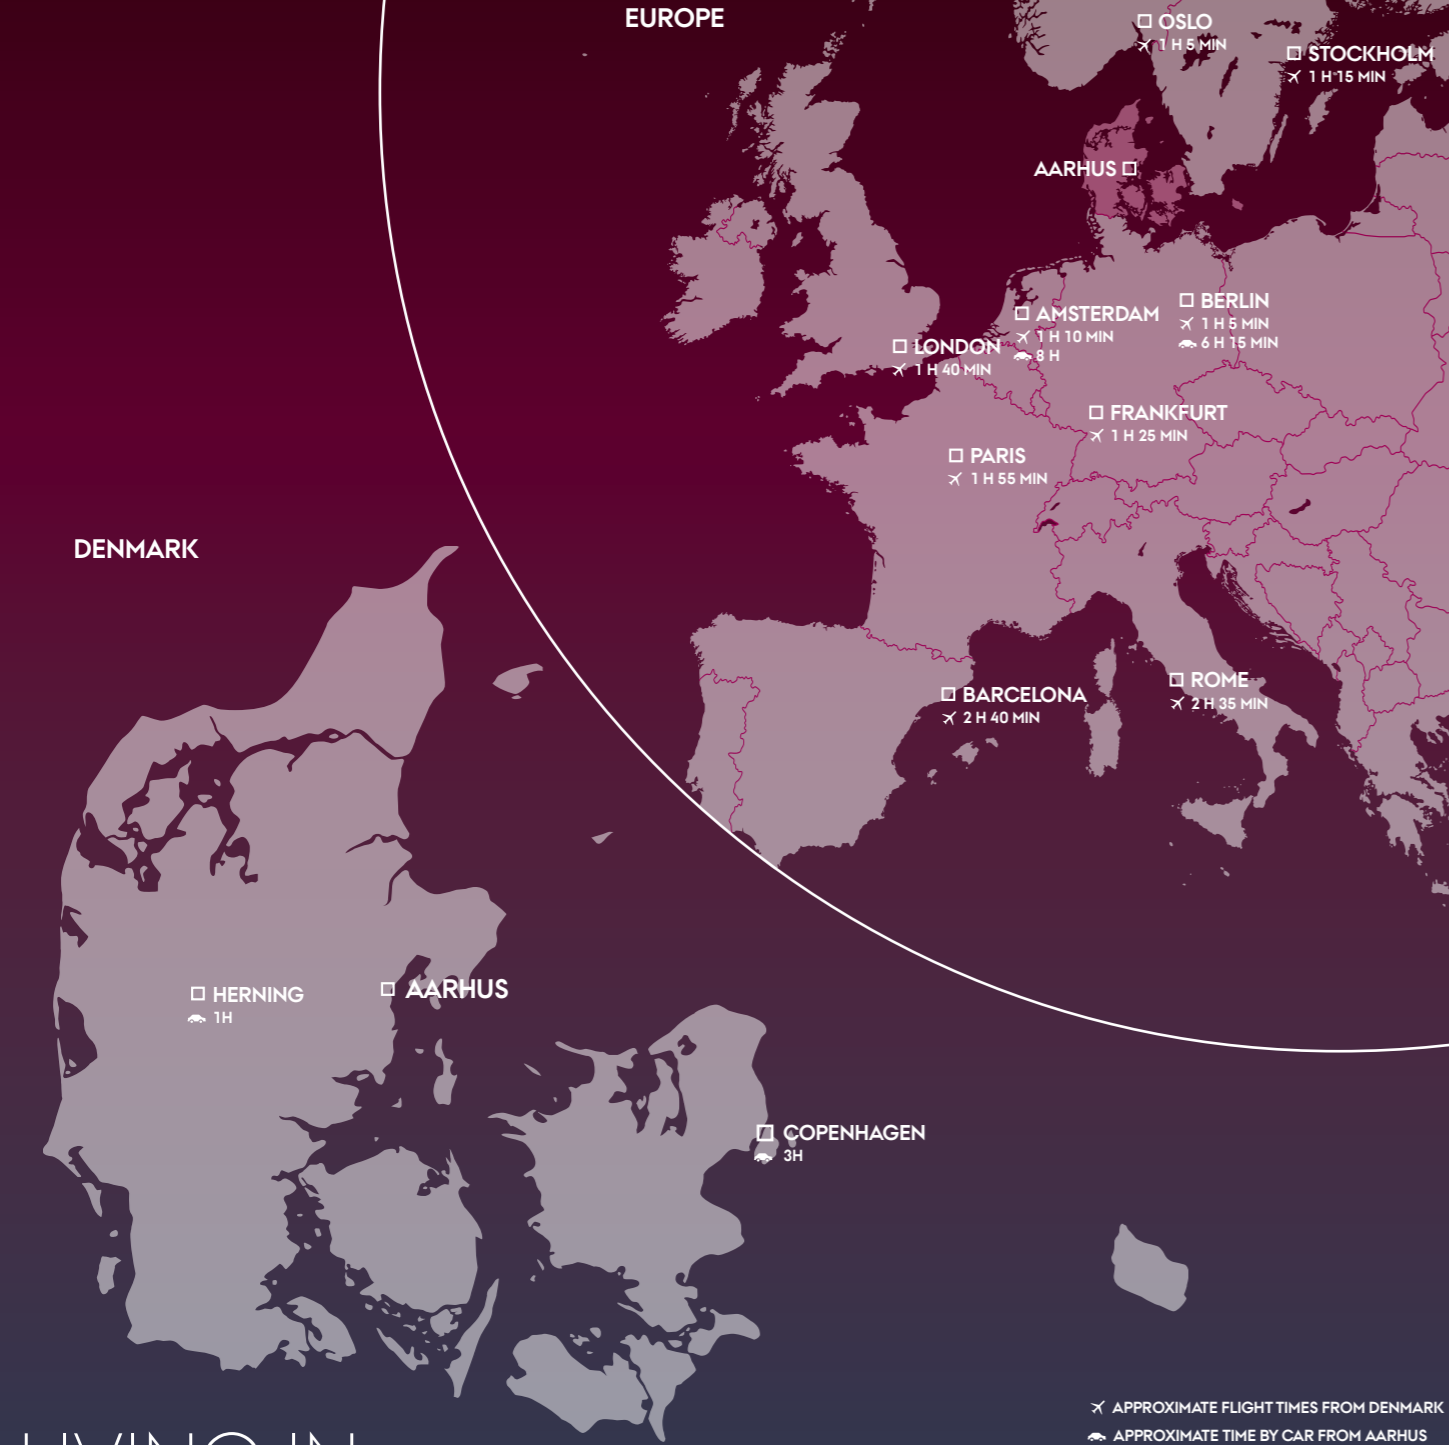 EUROPE
OSLO
1 H 5 MIN
STOCKHOLM
1 H 15 MIN
AARHUS
AMSTERDAM
1 H 10 MIN
8 H
BERLIN
1 H 5 MIN
6 H 15 MIN
LONDON
1 H 40 MIN
FRANKFURT
1 H 25 MIN
PARIS
1 H 55 MIN
BARCELONA
2 H 40 MIN
ROME
2 H 35 MIN
DENMARK
HERNING
1H
AARHUS
COPENHAGEN
3H
APPROXIMATE FLIGHT TIMES FROM DENMARK
APPROXIMATE TIME BY CAR FROM AARHUS
LIVING IN